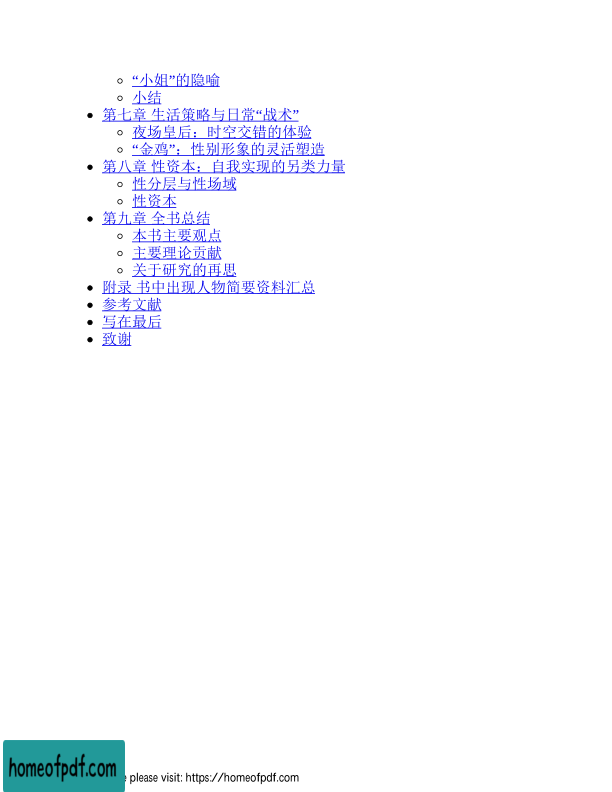 “小姐”的隐喻
小结
第七章 生活策略与日常“战术”
夜场皇后：时空交错的体验
“金鸡”：性别形象的灵活塑造
第八章 性资本：自我实现的另类力量
性分层与性场域
性资本
第九章 全书总结
本书主要观点
主要理论贡献
关于研究的再思
附录 书中出现人物简要资料汇总
参考文献
写在最后
致谢
homeofpdf.com
please visit: https://homeofpdf.com